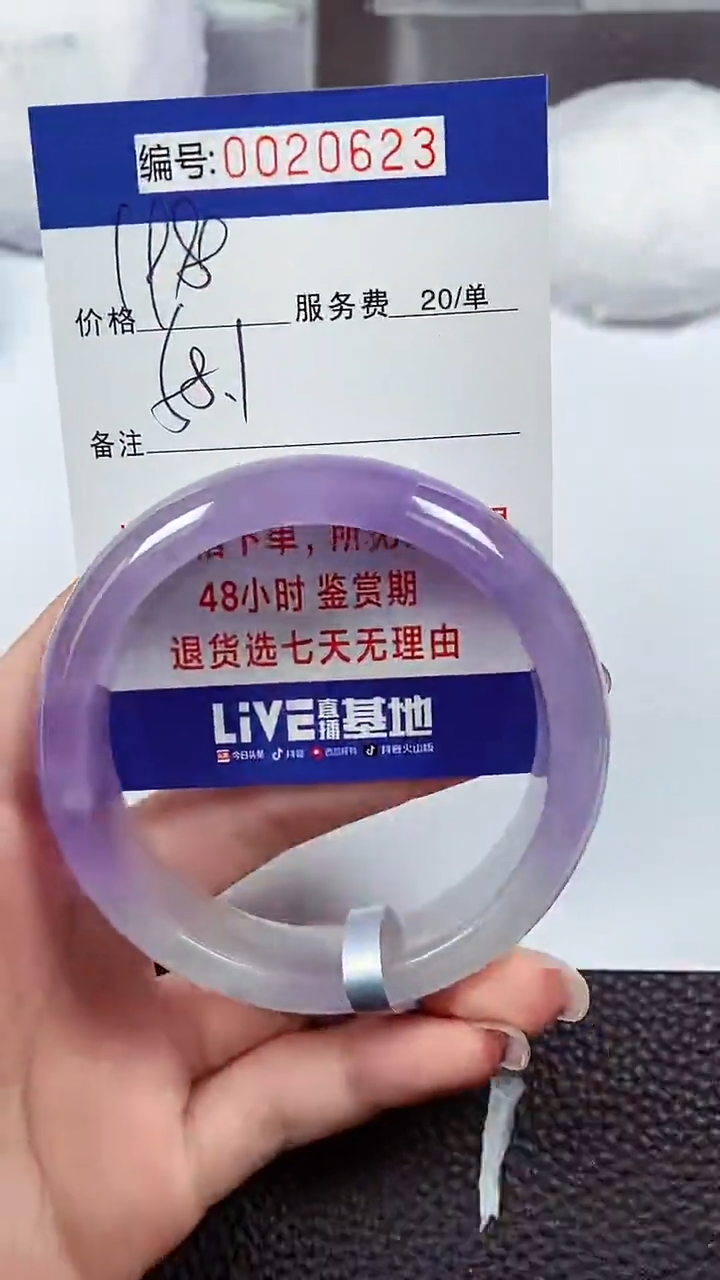 编号:0020623
价格 服务费 20/单
58.1
备注
48小时 鉴赏期
退货选七天无理由
LiVE直播基地
今日头条 抖音 西瓜视频 抖音火山版